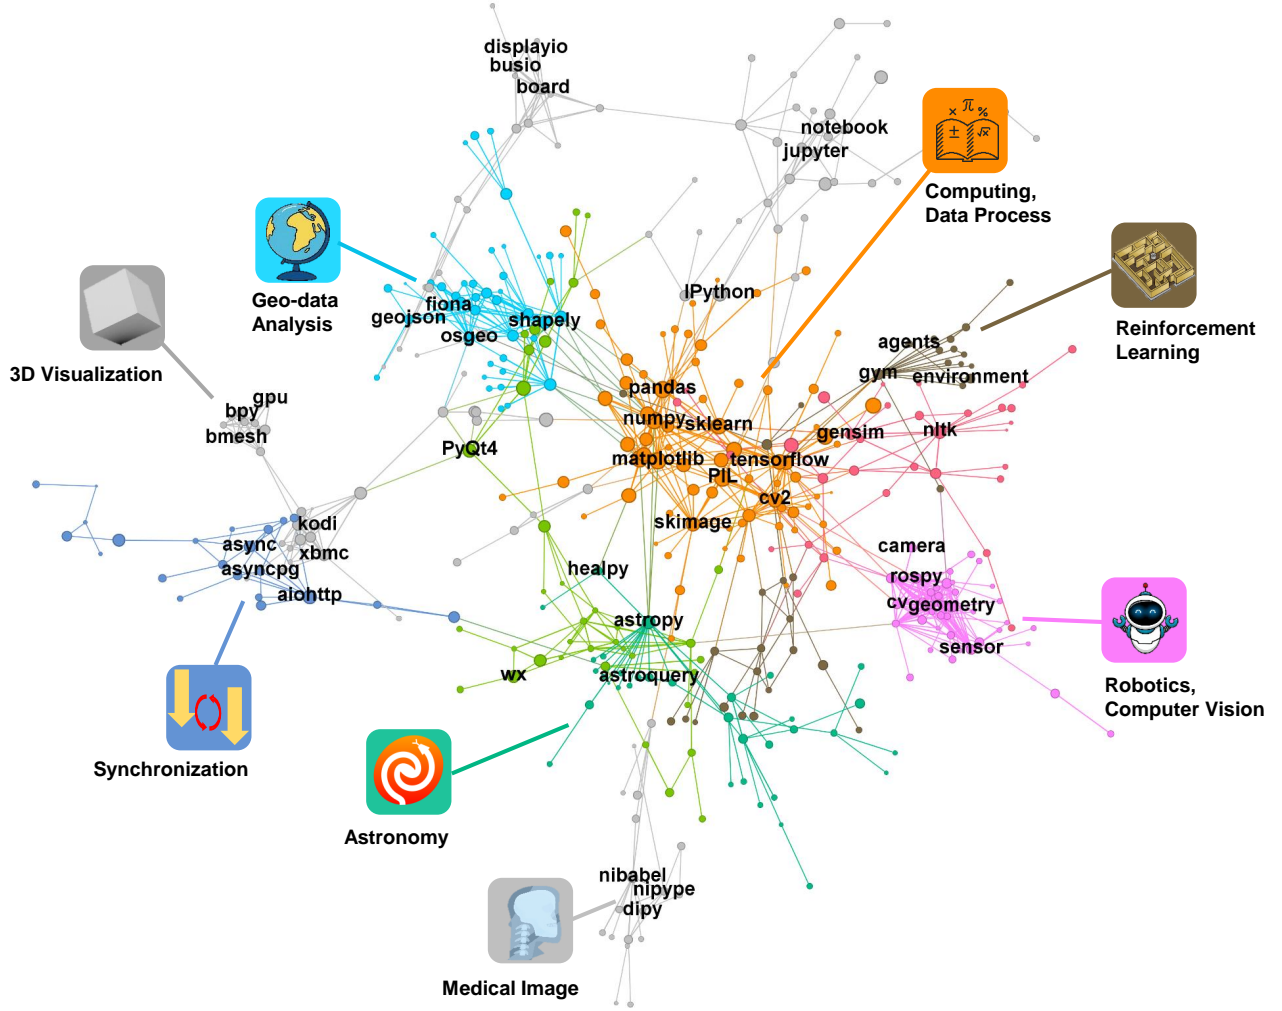 displayio
busio
board
notebook
jupyter
× π %
± √x
Computing,
Data Process
Geo-data
Analysis
fiona
geojson
osgeo
shapely
IPython
Reinforcement
Learning
agents
gym
environment
3D Visualization
gpu
bpy
bmesh
pandas
numpy
sklearn
gensim
nltk
PyQt4
matplotlib
tensorflow
PIL
cv2
skimage
kodi
async
xbmc
asyncpg
aiohttp
healpy
camera
rospy
cv
geometry
sensor
astropy
astroquery
wx
Robotics,
Computer Vision
Synchronization
Astronomy
nibabel
nipype
dipy
Medical Image